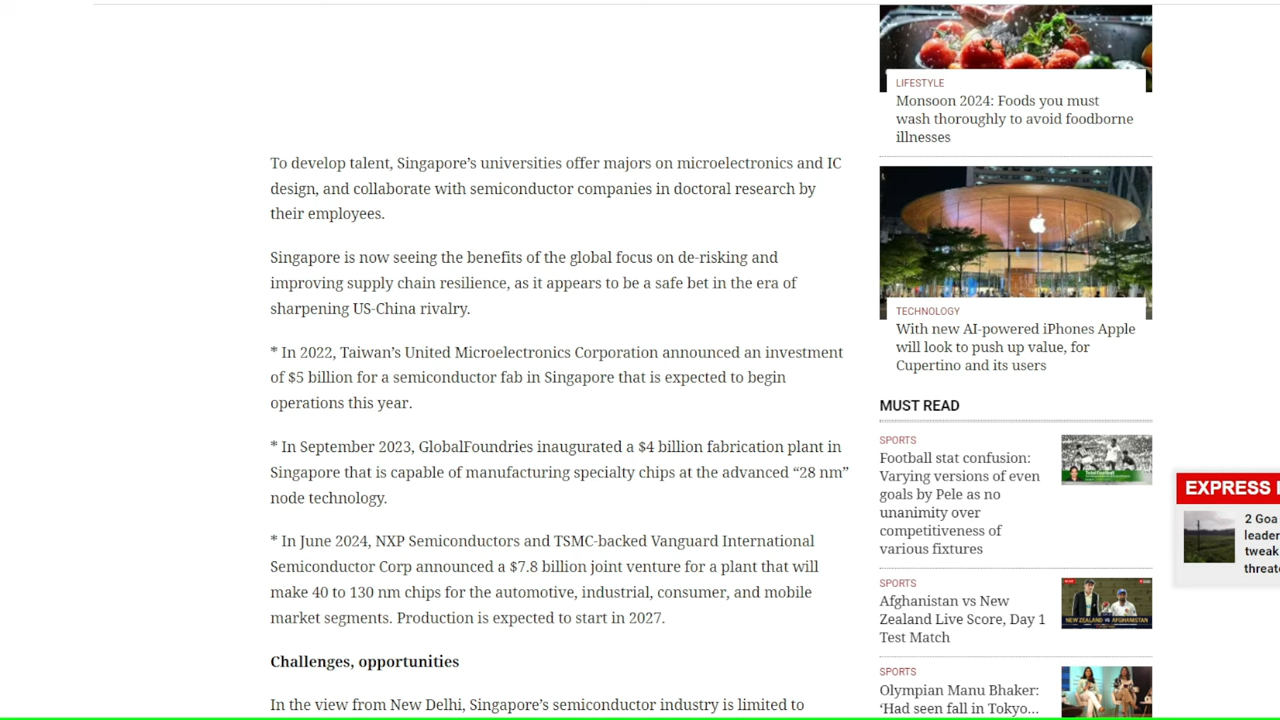 To develop talent, Singapore’s universities offer majors on microelectronics and IC
design, and collaborate with semiconductor companies in doctoral research by
their employees.
Singapore is now seeing the benefits of the global focus on de-risking and
improving supply chain resilience, as it appears to be a safe bet in the era of
sharpening US-China rivalry.
* In 2022, Taiwan’s United Microelectronics Corporation announced an investment
of $5 billion for a semiconductor fab in Singapore that is expected to begin
operations this year.
* In September 2023, GlobalFoundries inaugurated a $4 billion fabrication plant in
Singapore that is capable of manufacturing specialty chips at the advanced “28 nm”
node technology.
* In June 2024, NXP Semiconductors and TSMC-backed Vanguard International
Semiconductor Corp announced a $7.8 billion joint venture for a plant that will
make 40 to 130 nm chips for the automotive, industrial, consumer, and mobile
market segments. Production is expected to start in 2027.
Challenges, opportunities
In the view from New Delhi, Singapore’s semiconductor industry is limited to
LIFESTYLE
Monsoon 2024: Foods you must
wash thoroughly to avoid foodborne
illnesses
TECHNOLOGY
With new AI-powered iPhones Apple
will look to push up value, for
Cupertino and its users
MUST READ
SPORTS
Football stat confusion:
Varying versions of even
goals by Pele as no
unanimity over
competitiveness of
various fixtures
SPORTS
Afghanistan vs New
Zealand Live Score, Day 1
Test Match
NEW ZEALAND VS AFGHANISTAN
SPORTS
Olympian Manu Bhaker:
‘Had seen fall in Tokyo...
EXPRESS
2 Goa
leader
tweak
threate